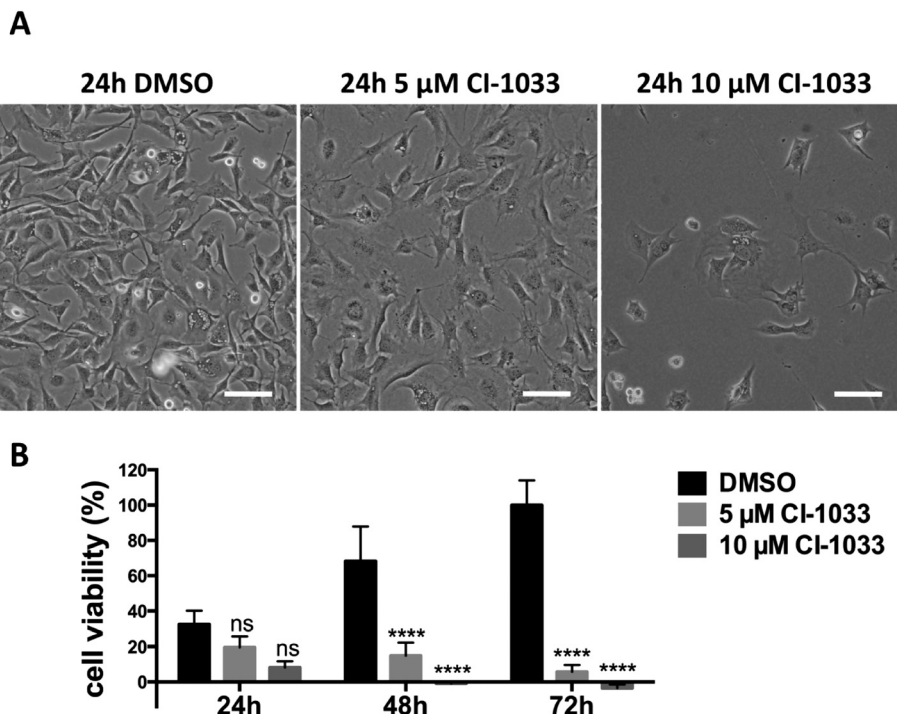 A
24h DMSO 24h 5 µM CI-1033 24h 10 µM CI-1033
B
cell viability (%)
120
100
80
60
40
20
0
ns
ns
****
****
****
****
24h 48h 72h
DMSO
5 µM CI-1033
10 µM CI-1033